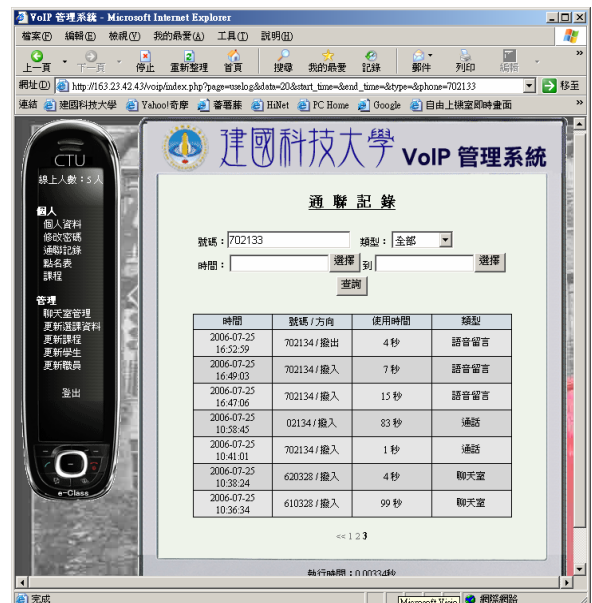 VoIP 管理系統 - Microsoft Internet Explorer
檔案(F) 編輯(E) 檢視(V) 我的最愛(A) 工具(T) 說明(H)
上一頁 下一頁 停止 重新整理 首頁 搜尋 我的最愛 記錄 郵件 列印 編輯
網址(D) http://163.23.42.43/voip/index.php?page=uselog&data=20&start_time=&end_time=&type=&phone=702133 移至
連結 建國科技大學 Yahoo!奇摩 薔薔藤 HiNet PC Home Google 自由上機室即時畫面
CTU
線上人數：5人
個人
個人資料
修改密碼
通聯記錄
點名表
課程
管理
聊天室管理
更新選課資料
更新課程
更新學生
更新職員
登出
e-Class
建國科技大學 VoIP 管理系統
通 聯 記 錄
號碼：702133 類型：全部
時間： 選擇 到 選擇
查詢
時間 號碼 / 方向 使用時間 類型
2006-07-25 16:52:59 702134 / 撥出 4 秒 語音留言
2006-07-25 16:49:03 702134 / 撥入 7 秒 語音留言
2006-07-25 16:47:06 702134 / 撥入 15 秒 語音留言
2006-07-25 10:58:45 02134 / 撥入 83 秒 通話
2006-07-25 10:41:01 702134 / 撥入 1 秒 通話
2006-07-25 10:38:24 620328 / 撥入 4 秒 聊天室
2006-07-25 10:36:34 610328 / 撥入 99 秒 聊天室
<< 1 2 3
執行時間：0.00334秒
完成 Microsoft Visio 網際網路